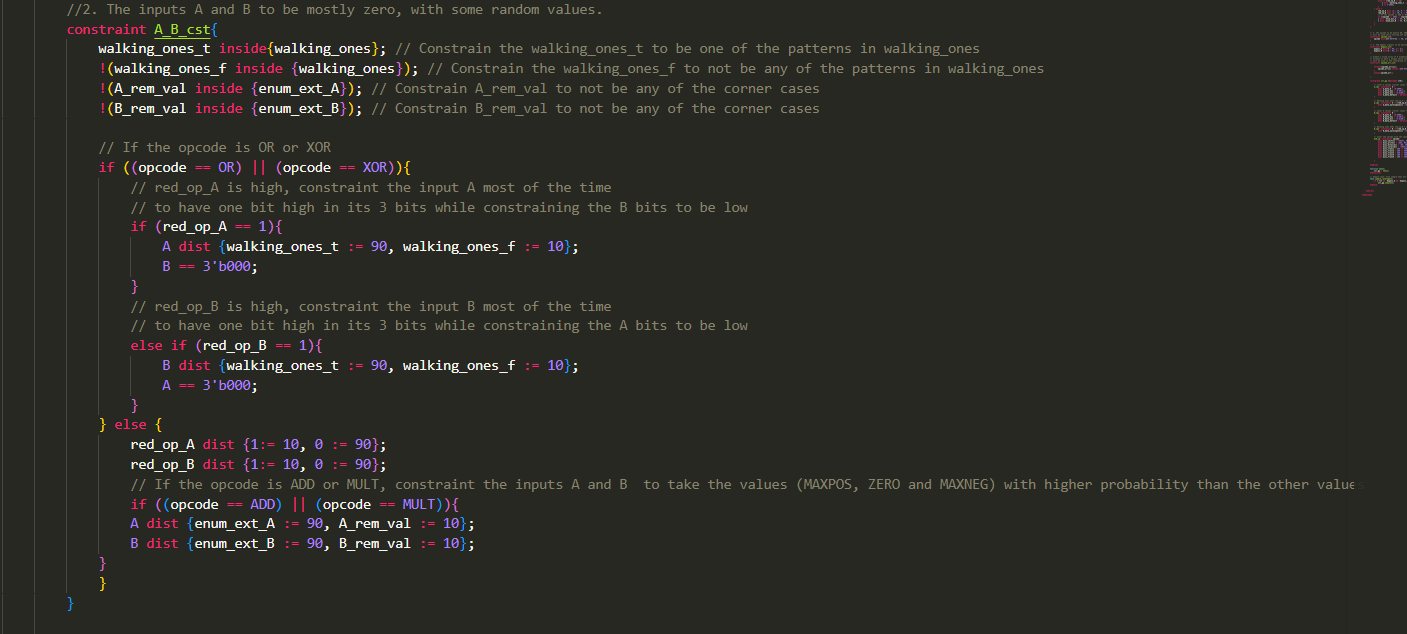 //2. The inputs A and B to be mostly zero, with some random values.
constraint A_B_cst{
walking_ones_t inside{walking_ones}; // Constrain the walking_ones_t to be one of the patterns in walking_ones
!(walking_ones_f inside {walking_ones}); // Constrain the walking_ones_f to not be any of the patterns in walking_ones
!(A_rem_val inside {enum_ext_A}); // Constrain A_rem_val to not be any of the corner cases
!(B_rem_val inside {enum_ext_B}); // Constrain B_rem_val to not be any of the corner cases
// If the opcode is OR or XOR
if ((opcode == OR) || (opcode == XOR)){
// red_op_A is high, constraint the input A most of the time
// to have one bit high in its 3 bits while constraining the B bits to be low
if (red_op_A == 1){
A dist {walking_ones_t := 90, walking_ones_f := 10};
B == 3'b000;
}
// red_op_B is high, constraint the input B most of the time
// to have one bit high in its 3 bits while constraining the A bits to be low
else if (red_op_B == 1){
B dist {walking_ones_t := 90, walking_ones_f := 10};
A == 3'b000;
}
} else {
red_op_A dist {1:= 10, 0 := 90};
red_op_B dist {1:= 10, 0 := 90};
// If the opcode is ADD or MULT, constraint the inputs A and B  to take the values (MAXPOS, ZERO and MAXNEG) with higher probability than the other value
if ((opcode == ADD) || (opcode == MULT)){
A dist {enum_ext_A := 90, A_rem_val := 10};
B dist {enum_ext_B := 90, B_rem_val := 10};
}
}
}